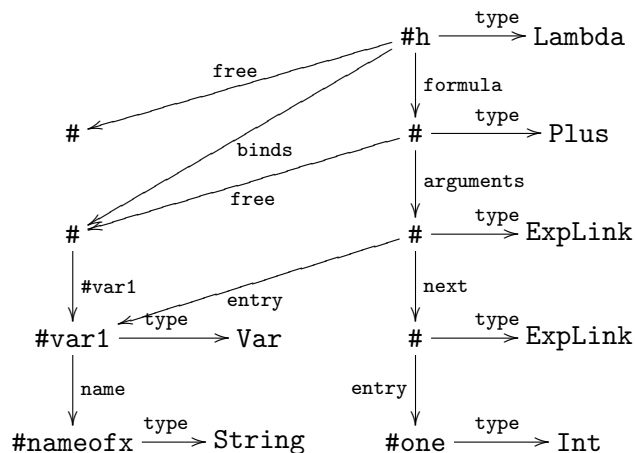 type
#h Lambda
free
formula
type
# # Plus
binds
arguments
free
type
# # ExpLink
#var1
entry next
type type
#var1 Var # ExpLink
name entry
type type
#nameofx String #one Int